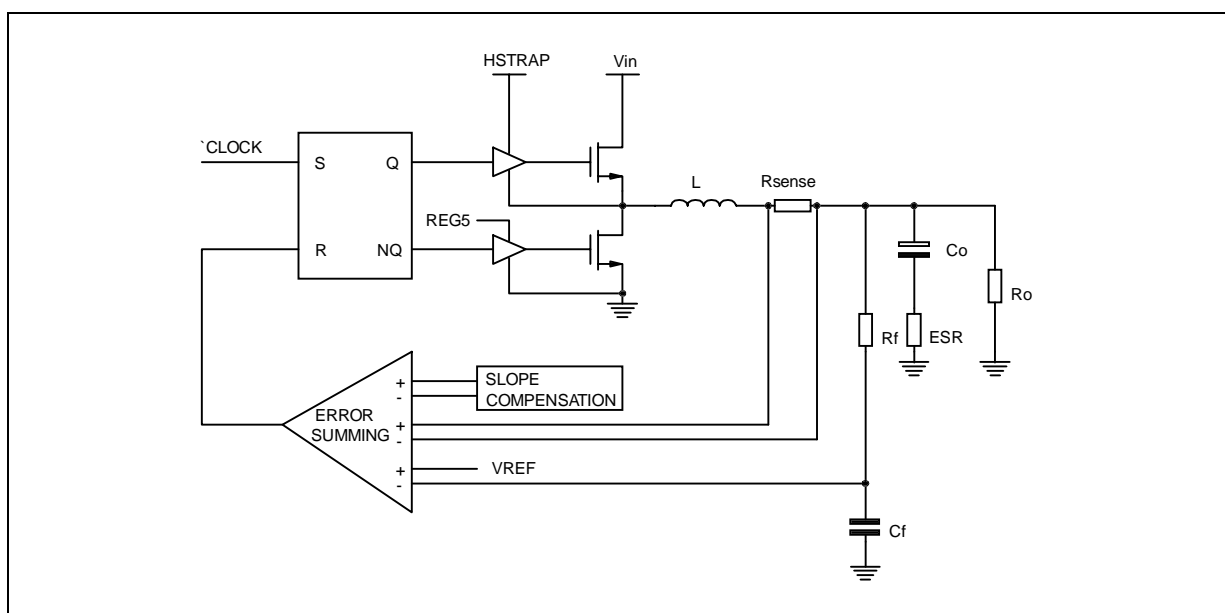 HSTRAP
Vin
`CLOCK
S
Q
L
Rsense
REG5
R
NQ
Co
Ro
Rf
ESR
+
-
SLOPE
COMPENSATION
ERROR
SUMMING
+
-
+
-
VREF
Cf